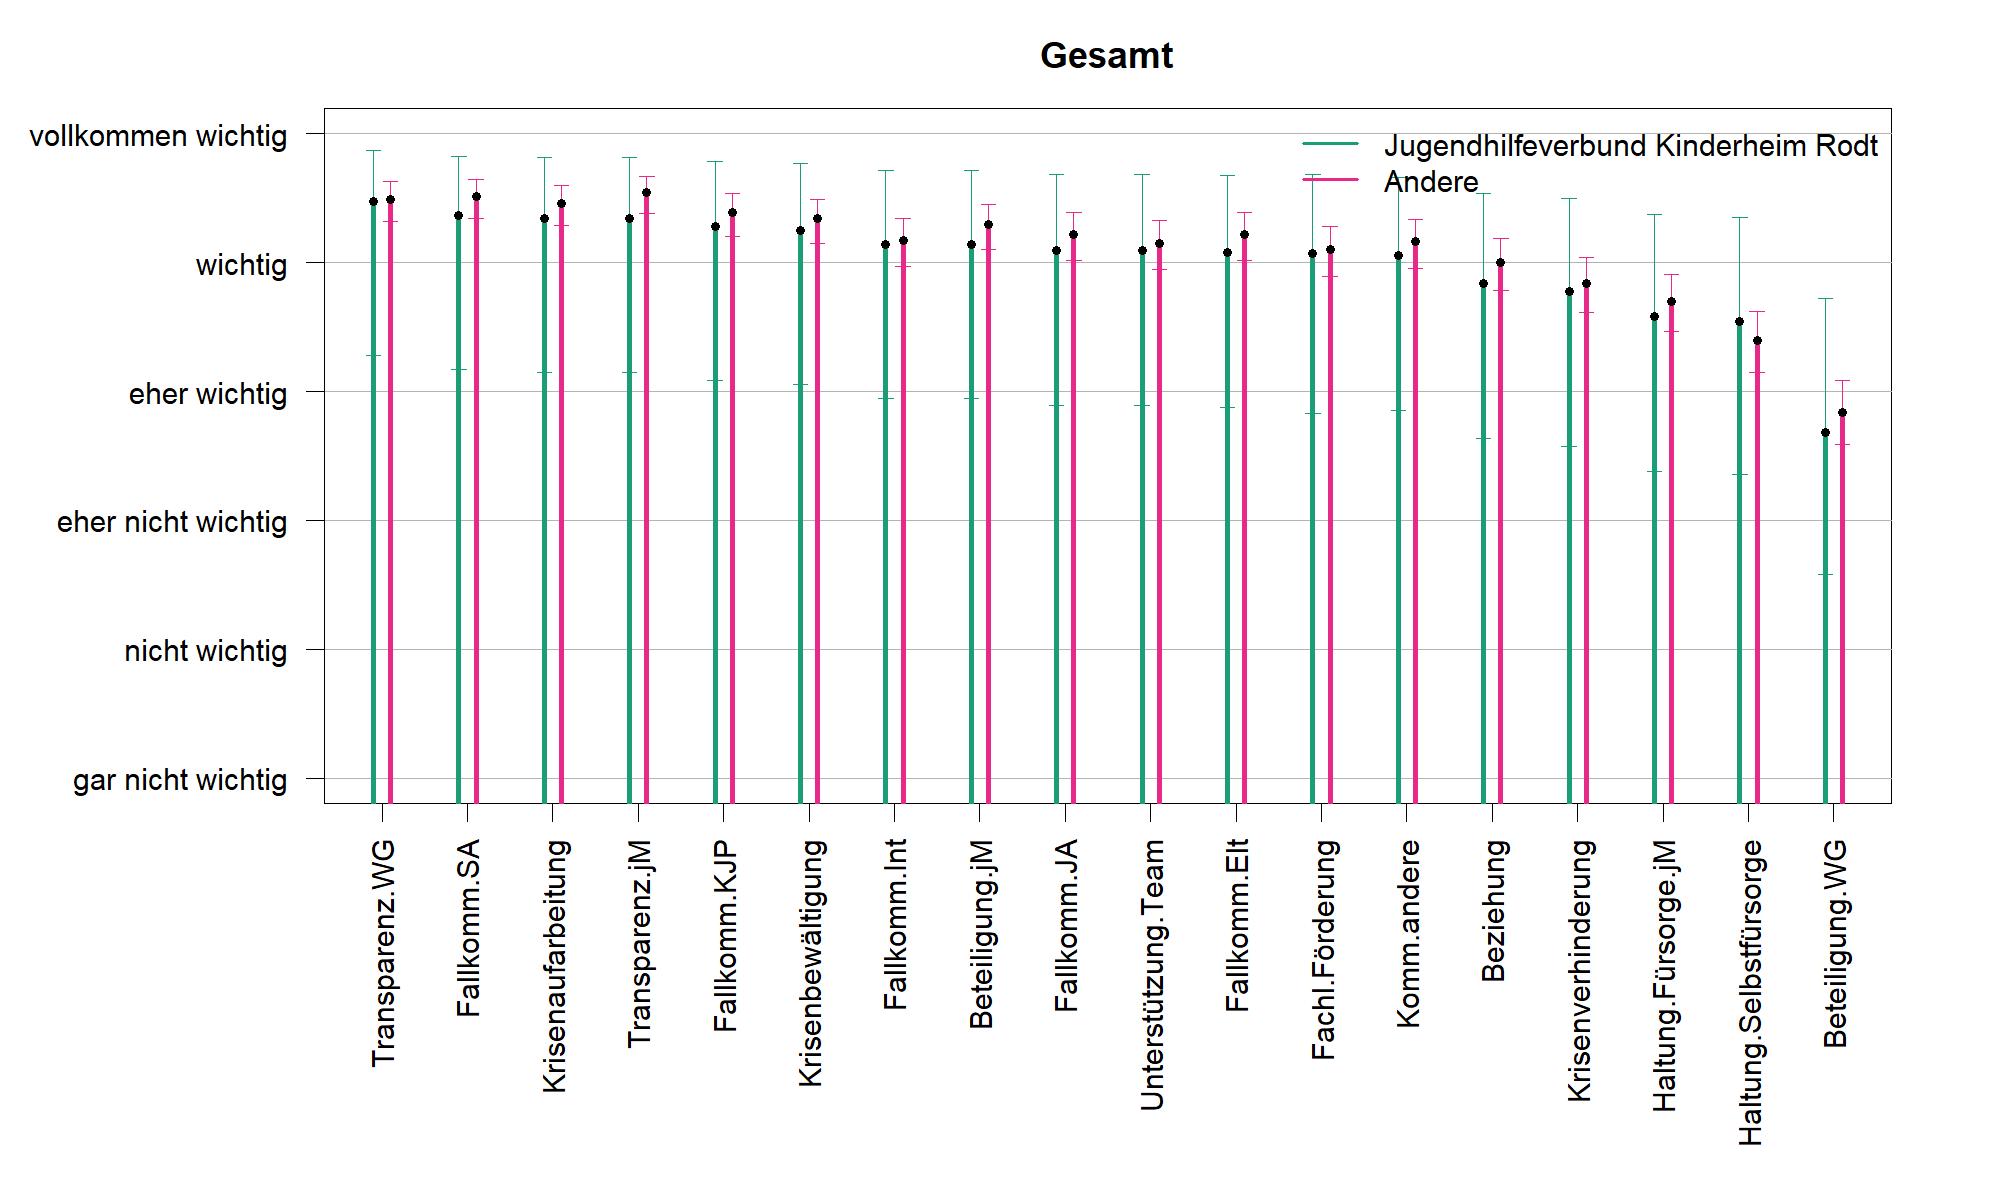 Gesamt
vollkommen wichtig
wichtig
eher wichtig
eher nicht wichtig
nicht wichtig
gar nicht wichtig
Jugendhilfeverbund Kinderheim Rodt
Andere
Transparenz.WG
Fallkomm.SA
Krisenaufarbeitung
Transparenz.jM
Fallkomm.KJP
Krisenbewältigung
Fallkomm.Int
Beteiligung.jM
Fallkomm.JA
Unterstützung.Team
Fallkomm.Elt
Fachl.Förderung
Komm.andere
Beziehung
Krisenverhinderung
Haltung.Fürsorge.jM
Haltung.Selbstfürsorge
Beteiligung.WG